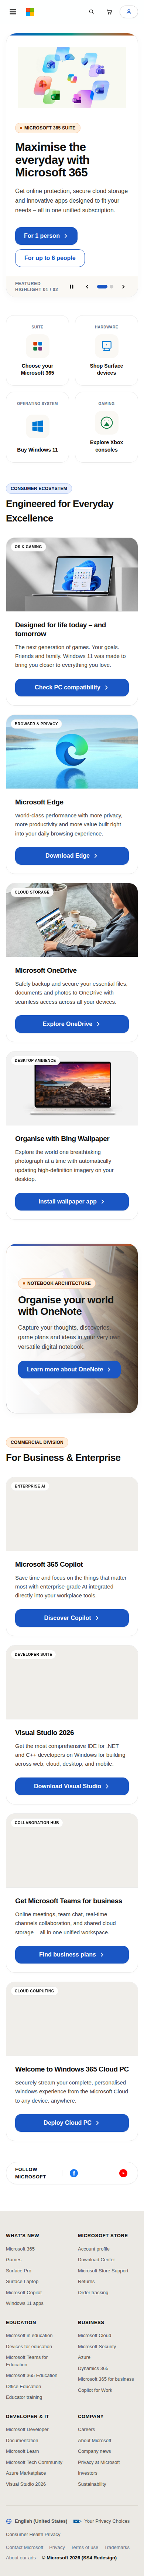 MICROSOFT 365 SUITE
Maximise the
everyday with
Microsoft 365
Get online protection, secure cloud storage
and innovative apps designed to fit your
needs – all in one unified subscription.
For 1 person
For up to 6 people
FEATURED
HIGHLIGHT 01 / 02
SUITE
Choose your
Microsoft 365
HARDWARE
Shop Surface
devices
OPERATING SYSTEM
Buy Windows 11
GAMING
Explore Xbox
consoles
CONSUMER ECOSYSTEM
Engineered for Everyday
Excellence
OS & GAMING
Designed for life today – and
tomorrow
The next generation of Games. Your goals.
Friends and family, Windows 11 was made to
bring you closer to everything you love.
Check PC compatibility
BROWSER & PRIVACY
Microsoft Edge
World-class performance with more privacy,
more productivity and more value built right
into your daily browsing experience.
Download Edge
CLOUD STORAGE
Microsoft OneDrive
Safely backup and secure your essential files,
documents and photos to OneDrive with
seamless access across all your devices.
Explore OneDrive
DESKTOP AMBIENCE
Organise with Bing Wallpaper
Explore the world one breathtaking
photograph at a time with automatically
updating high-definition imagery on your
desktop.
Install wallpaper app
NOTEBOOK ARCHITECTURE
Organise your world
with OneNote
Capture your thoughts, discoveries,
game plans and ideas in your very own
versatile digital notebook.
Learn more about OneNote
COMMERCIAL DIVISION
For Business & Enterprise
ENTERPRISE AI
Microsoft 365 Copilot
Save time and focus on the things that matter
most with enterprise-grade AI integrated
directly into your workplace tools.
Discover Copilot
DEVELOPER SUITE
Visual Studio 2026
Get the most comprehensive IDE for .NET
and C++ developers on Windows for building
across web, cloud, desktop, and mobile.
Download Visual Studio
COLLABORATION HUB
Get Microsoft Teams for business
Online meetings, team chat, real-time
channels collaboration, and shared cloud
storage – all in one unified workspace.
Find business plans
CLOUD COMPUTING
Welcome to Windows 365 Cloud PC
Securely stream your complete, personalised
Windows experience from the Microsoft Cloud
to any device, anywhere.
Deploy Cloud PC
FOLLOW
MICROSOFT
WHAT'S NEW
Microsoft 365
Games
Surface Pro
Surface Laptop
Microsoft Copilot
Windows 11 apps
MICROSOFT STORE
Account profile
Download Center
Microsoft Store Support
Returns
Order tracking
EDUCATION
Microsoft in education
Devices for education
Microsoft Teams for
Education
Microsoft 365 Education
Office Education
Educator training
BUSINESS
Microsoft Cloud
Microsoft Security
Azure
Dynamics 365
Microsoft 365 for business
Copilot for Work
DEVELOPER & IT
Microsoft Developer
Documentation
Microsoft Learn
Microsoft Tech Community
Azure Marketplace
Visual Studio 2026
COMPANY
Careers
About Microsoft
Company news
Privacy at Microsoft
Investors
Sustainability
English (United States)
Your Privacy Choices
Consumer Health Privacy
Contact Microsoft Privacy Terms of use Trademarks
About our ads © Microsoft 2026 (SS4 Redesign)